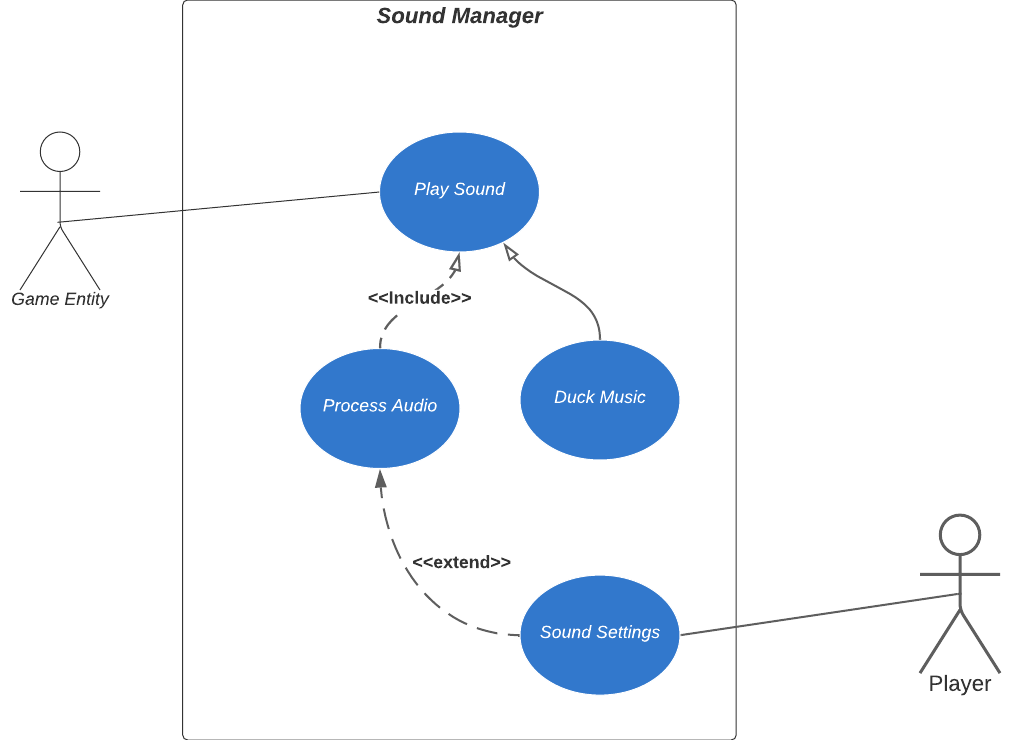 Sound Manager
Play Sound
Game Entity
<<Include>>
Process Audio
Duck Music
<<extend>>
Sound Settings
Player